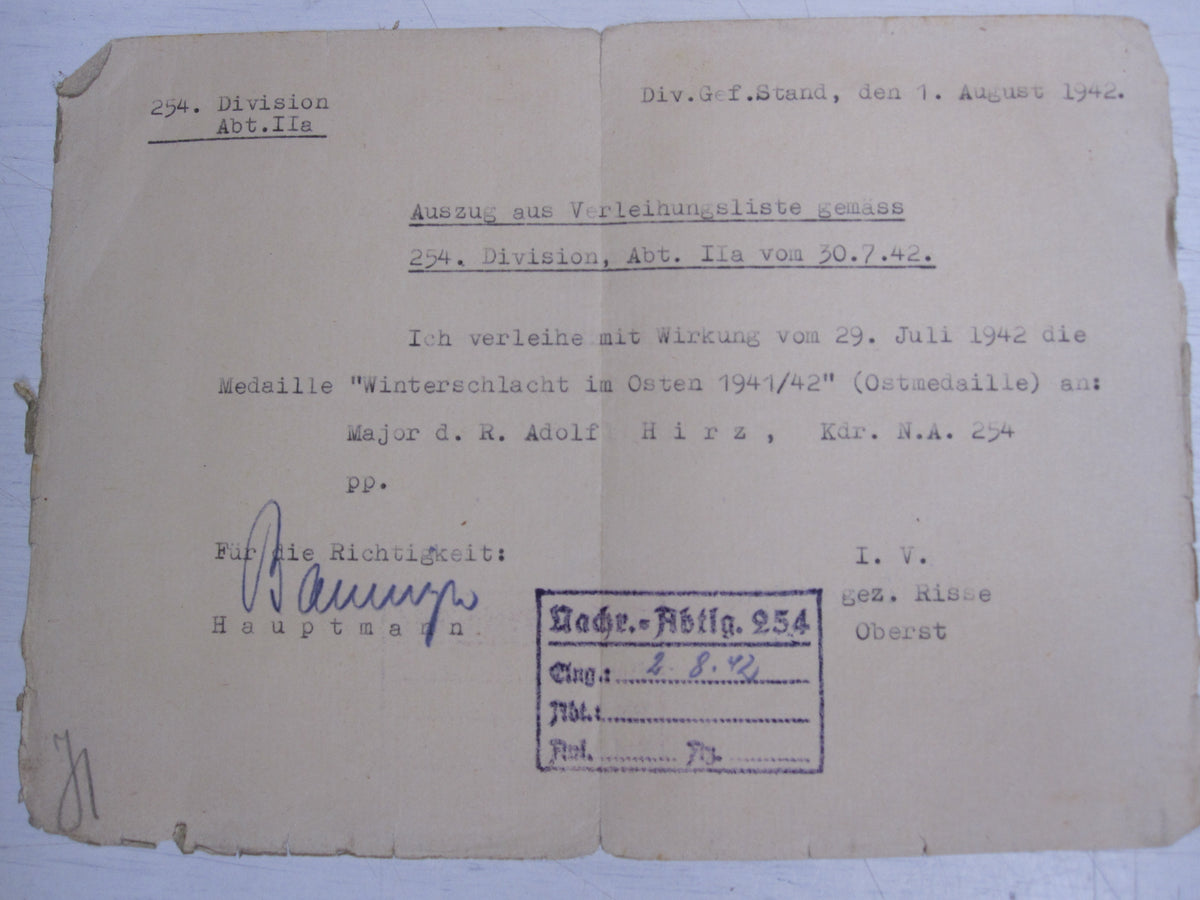 254. Division
Abt.IIa
Div.Gef.Stand, den 1. August 1942.
Auszug aus Verleihungsliste gemäss
254. Division, Abt. IIa vom 30.7.42.
Ich verleihe mit Wirkung vom 29. Juli 1942 die
Medaille "Winterschlacht im Osten 1941/42" (Ostmedaille) an:
Major d. R. Adolf H i r z , Kdr. N.A. 254
pp.
Für die Richtigkeit:
H a u p t m a n n
I. V.
gez. Risse
Oberst
Nachr.-Abtlg. 254
Eing.: 2 8.42
Abt.:
Anl. Ag.